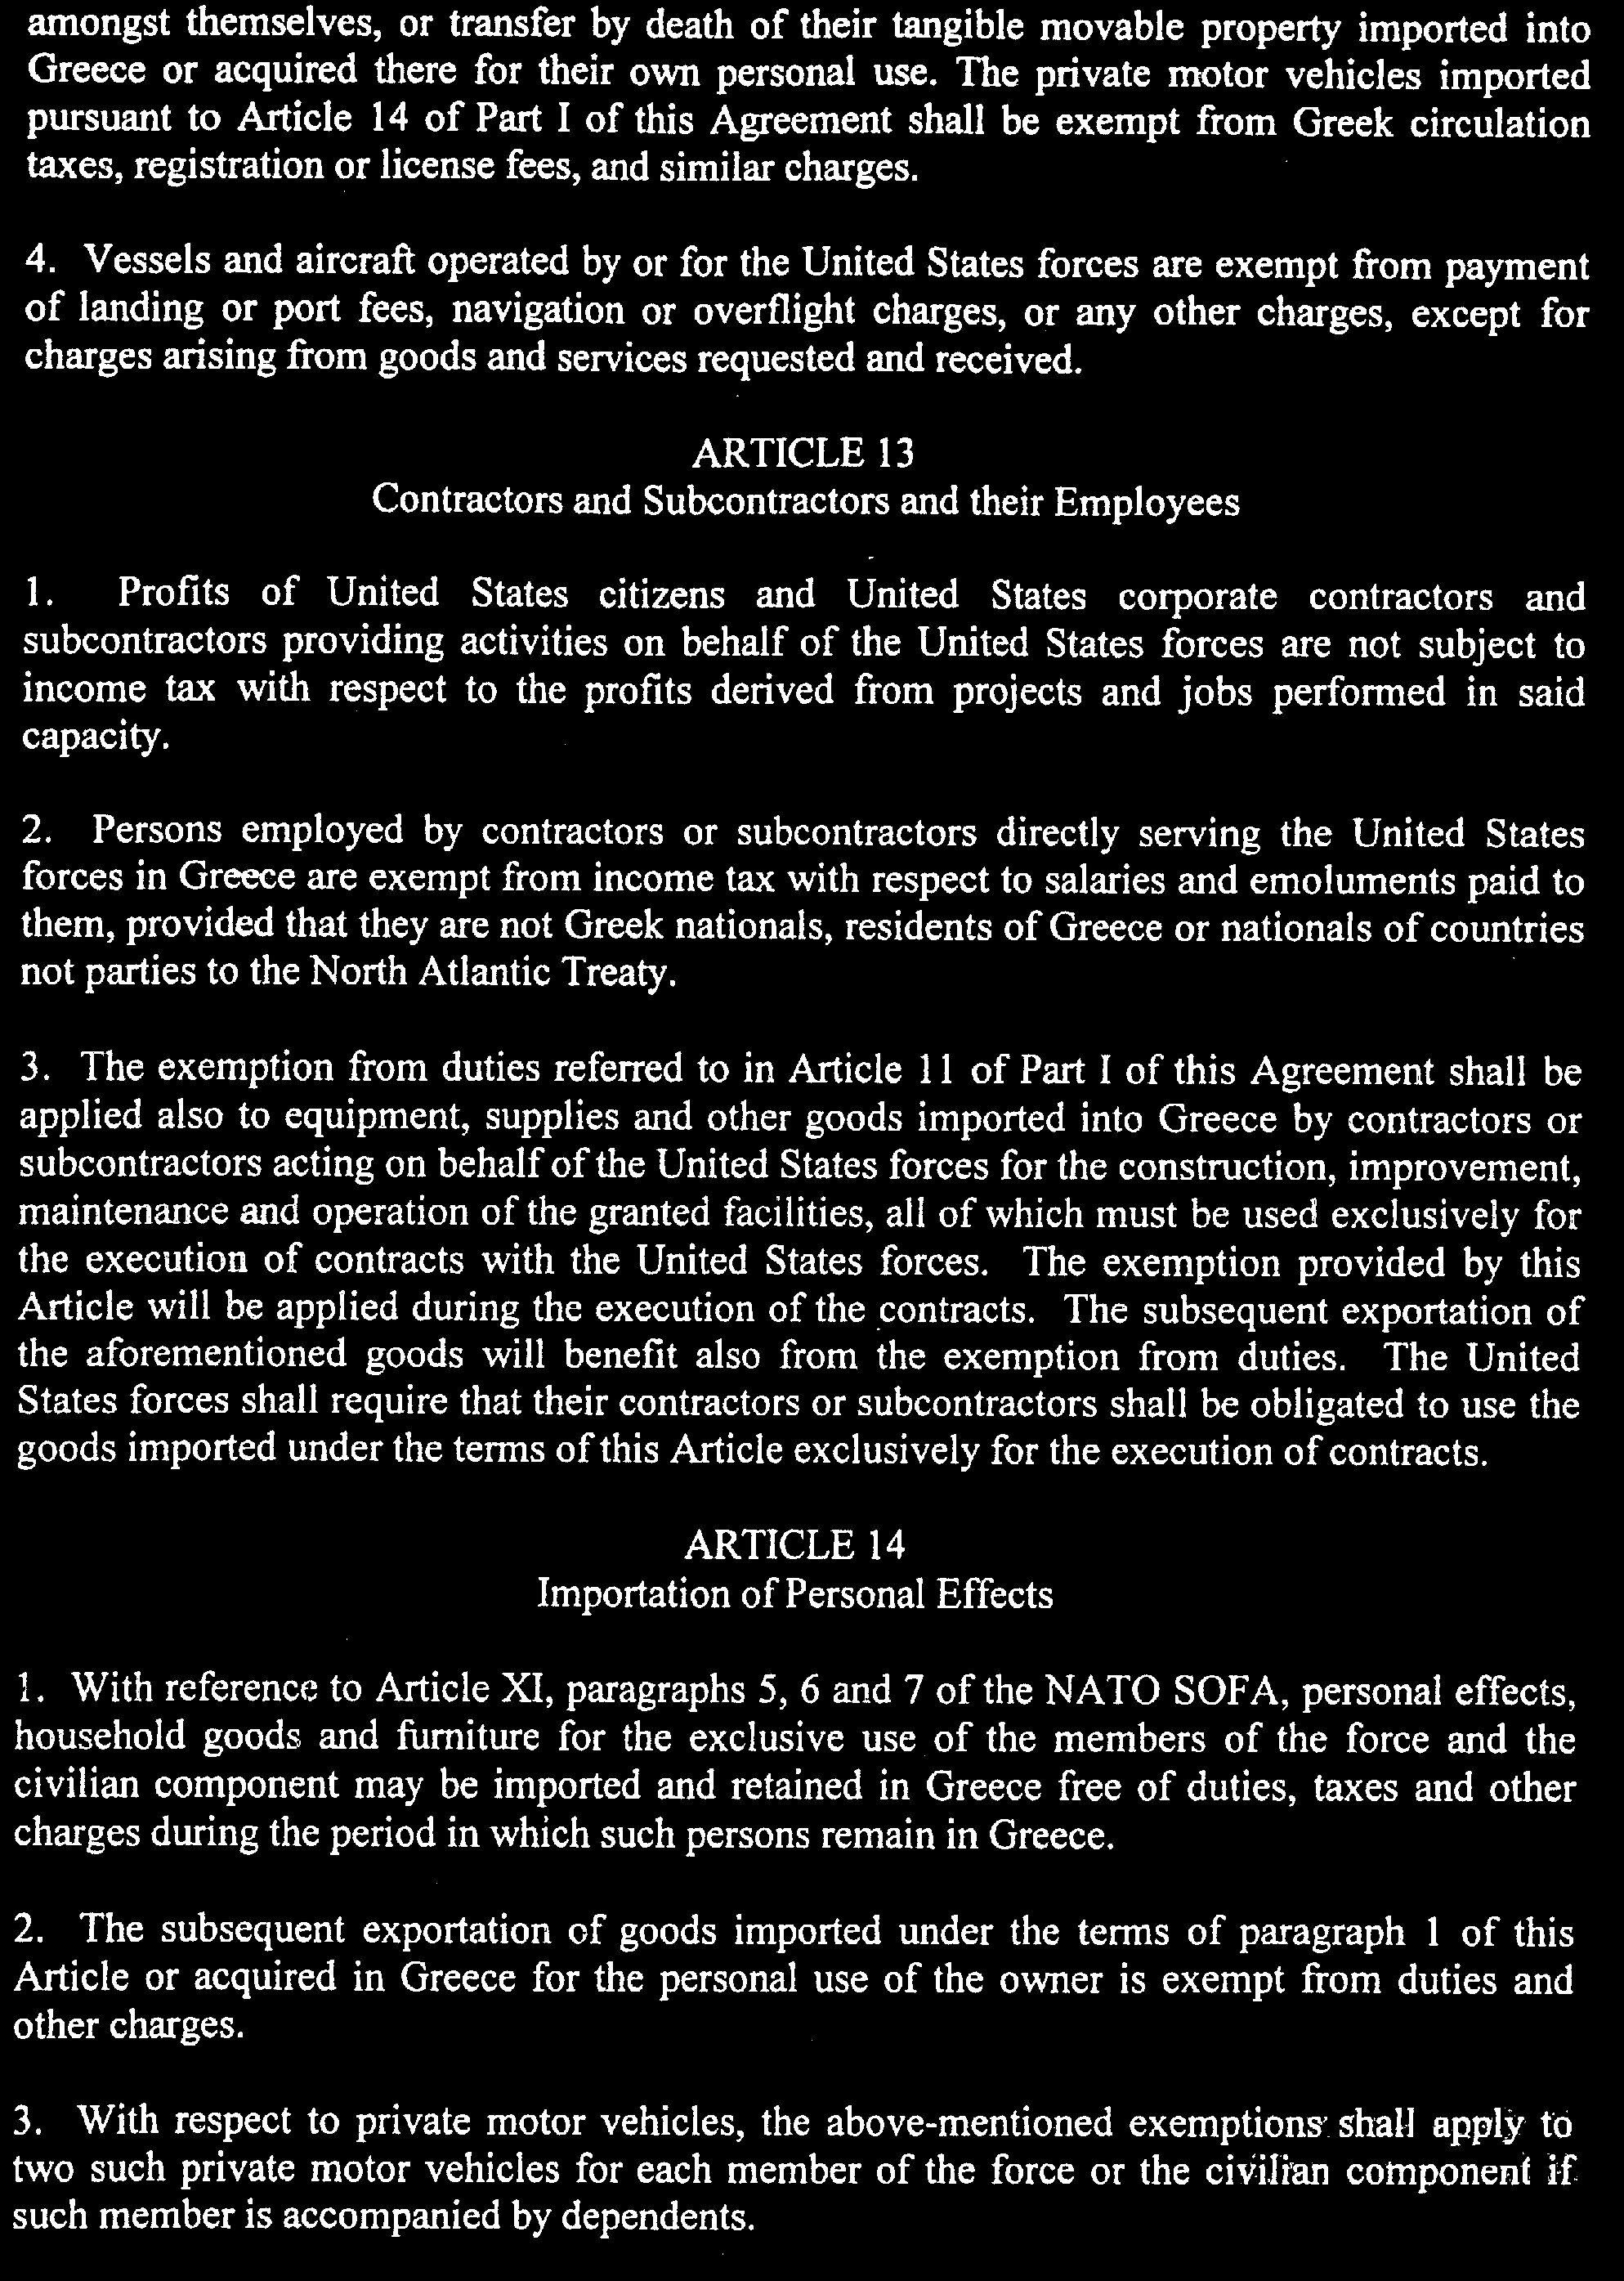 amongst themselves, or transfer by death of their tangible movable property imported into
Greece or acquired there for their own personal use. The private motor vehicles imported
pursuant to Article 14 of Part I of this Agreement shall be exempt from Greek circulation
taxes, registration or license fees, and similar charges.
4. Vessels and aircraft operated by or for the United States forces are exempt from payment
of landing or port fees, navigation or overflight charges, or any other charges, except for
charges arising from goods and services requested and received.
ARTICLE 13
Contractors and Subcontractors and their Employees
1. Profits of United States citizens and United States corporate contractors and
subcontractors providing activities on behalf of the United States forces are not subject to
income tax with respect to the profits derived from projects and jobs performed in said
capacity.
2. Persons employed by contractors or subcontractors directly serving the United States
forces in Greece are exempt from income tax with respect to salaries and emoluments paid to
them, provided that they are not Greek nationals, residents of Greece or nationals of countries
not parties to the North Atlantic Treaty.
3. The exemption from duties referred to in Article 11 of Part I of this Agreement shall be
applied also to equipment, supplies and other goods imported into Greece by contractors or
subcontractors acting on behalf of the United States forces for the construction, improvement,
maintenance and operation of the granted facilities, all of which must be used exclusively for
the execution of contracts with the United States forces. The exemption provided by this
Article will be applied during the execution of the contracts. The subsequent exportation of
the aforementioned goods will benefit also from the exemption from duties. The United
States forces shall require that their contractors or subcontractors shall be obligated to use the
goods imported under the terms of this Article exclusively for the execution of contracts.
ARTICLE 14
Importation of Personal Effects
1. With reference to Article XI, paragraphs 5, 6 and 7 of the NATO SOFA, personal effects,
household goods and furniture for the exclusive use of the members of the force and the
civilian component may be imported and retained in Greece free of duties, taxes and other
charges during the period in which such persons remain in Greece.
2. The subsequent exportation of goods imported under the terms of paragraph 1 of this
Article or acquired in Greece for the personal use of the owner is exempt from duties and
other charges.
3. With respect to private motor vehicles, the above-mentioned exemptions shall apply to
two such private motor vehicles for each member of the force or the civilian component if
such member is accompanied by dependents.